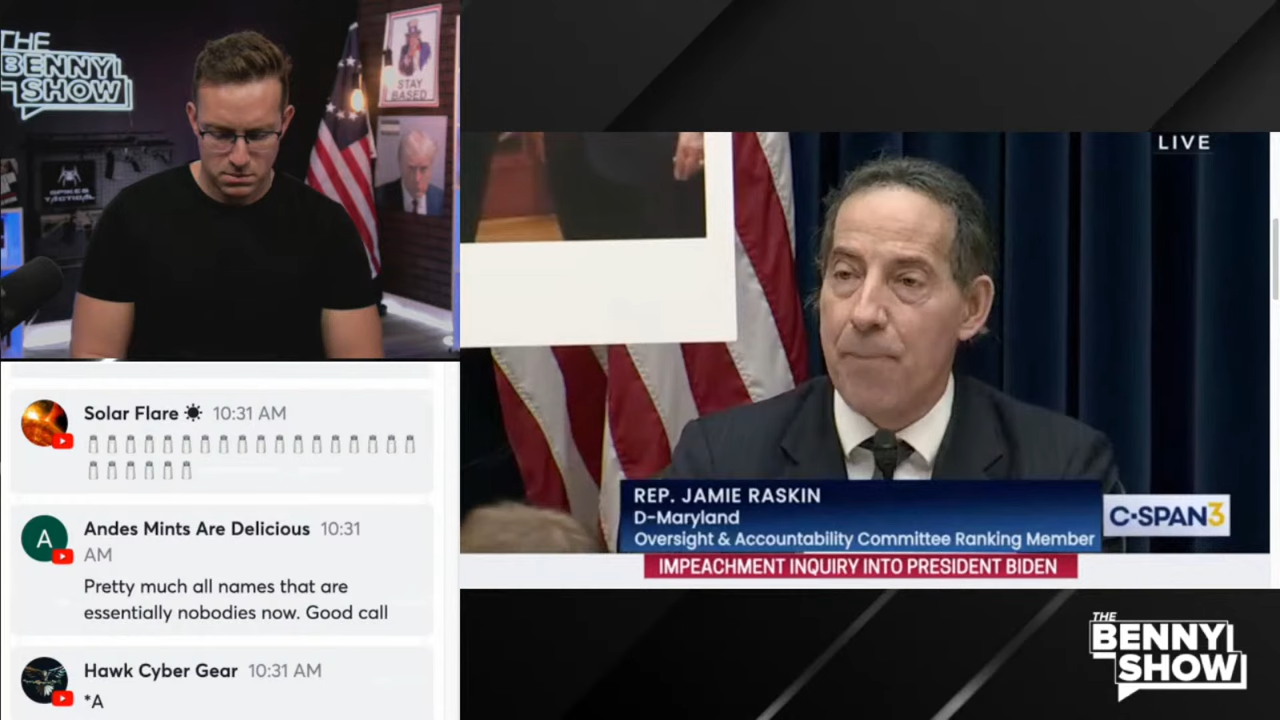 THE
BENNY
SHOW
STAY
BASED
SPIKE'S
TACTICAL
Solar Flare 10:31 AM
Andes Mints Are Delicious 10:31
AM
A
Pretty much all names that are
essentially nobodies now. Good call
Hawk Cyber Gear 10:31 AM
*A
LIVE
REP. JAMIE RASKIN
D-Maryland
Oversight & Accountability Committee Ranking Member
C-SPAN3
IMPEACHMENT INQUIRY INTO PRESIDENT BIDEN
THE
BENNY
SHOW